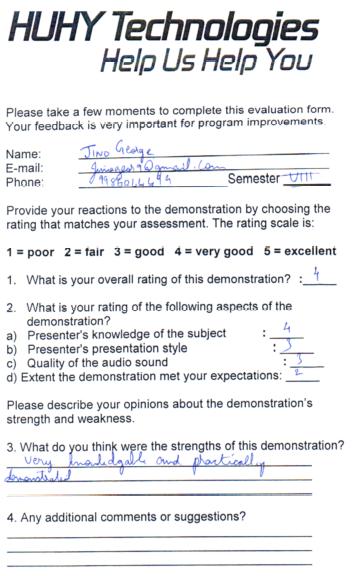 HUHY Technologies
Help Us Help You
Please take a few moments to complete this evaluation form.
Your feedback is very important for program improvements.
Name: JINO George
E-mail:
Phone: Semester VIII
Provide your reactions to the demonstration by choosing the
rating that matches your assessment. The rating scale is:
1 = poor 2 = fair 3 = good 4 = very good 5 = excellent
1. What is your overall rating of this demonstration? : 4
2. What is your rating of the following aspects of the
demonstration?
a) Presenter's knowledge of the subject : 4
b) Presenter's presentation style : 3
c) Quality of the audio sound : 3
d) Extent the demonstration met your expectations: 2
Please describe your opinions about the demonstration's
strength and weakness.
3. What do you think were the strengths of this demonstration?
very knowledgable and practically
demonstrated
4. Any additional comments or suggestions?